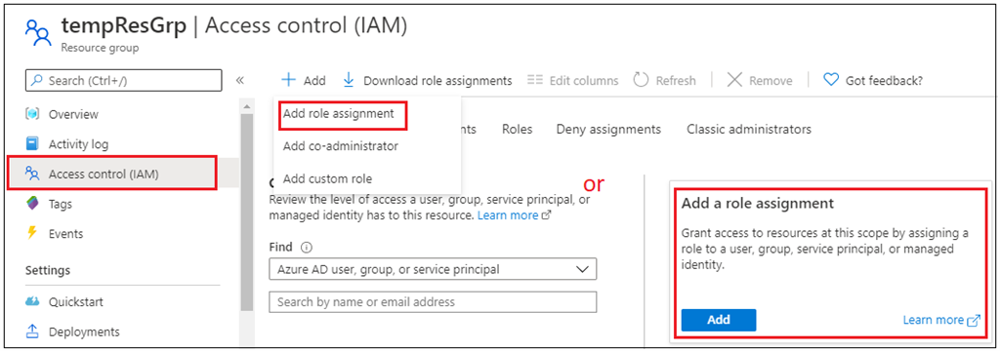 tempResGrp | Access control (IAM)
Resource group
Search (Ctrl+/)
«
Add
Download role assignments
Edit columns
Refresh
Remove
Got feedback?
Overview
Activity log
Access control (IAM)
Tags
Events
Settings
Quickstart
Deployments
Add role assignment
Add co-administrator
Add custom role
nts
Roles
Deny assignments
Classic administrators
or
Review the level of access a user, group, service principal, or
managed identity has to this resource. Learn more
Find
Azure AD user, group, or service principal
Search by name or email address
Add a role assignment
Grant access to resources at this scope by assigning a
role to a user, group, service principal, or managed
identity.
Add
Learn more